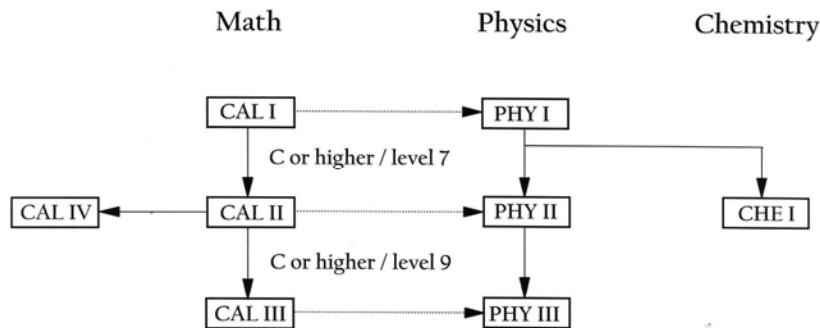 Math Physics Chemistry
CAL I PHY I
C or higher / level 7
CAL IV CAL II PHY II CHE I
C or higher / level 9
CAL III PHY III